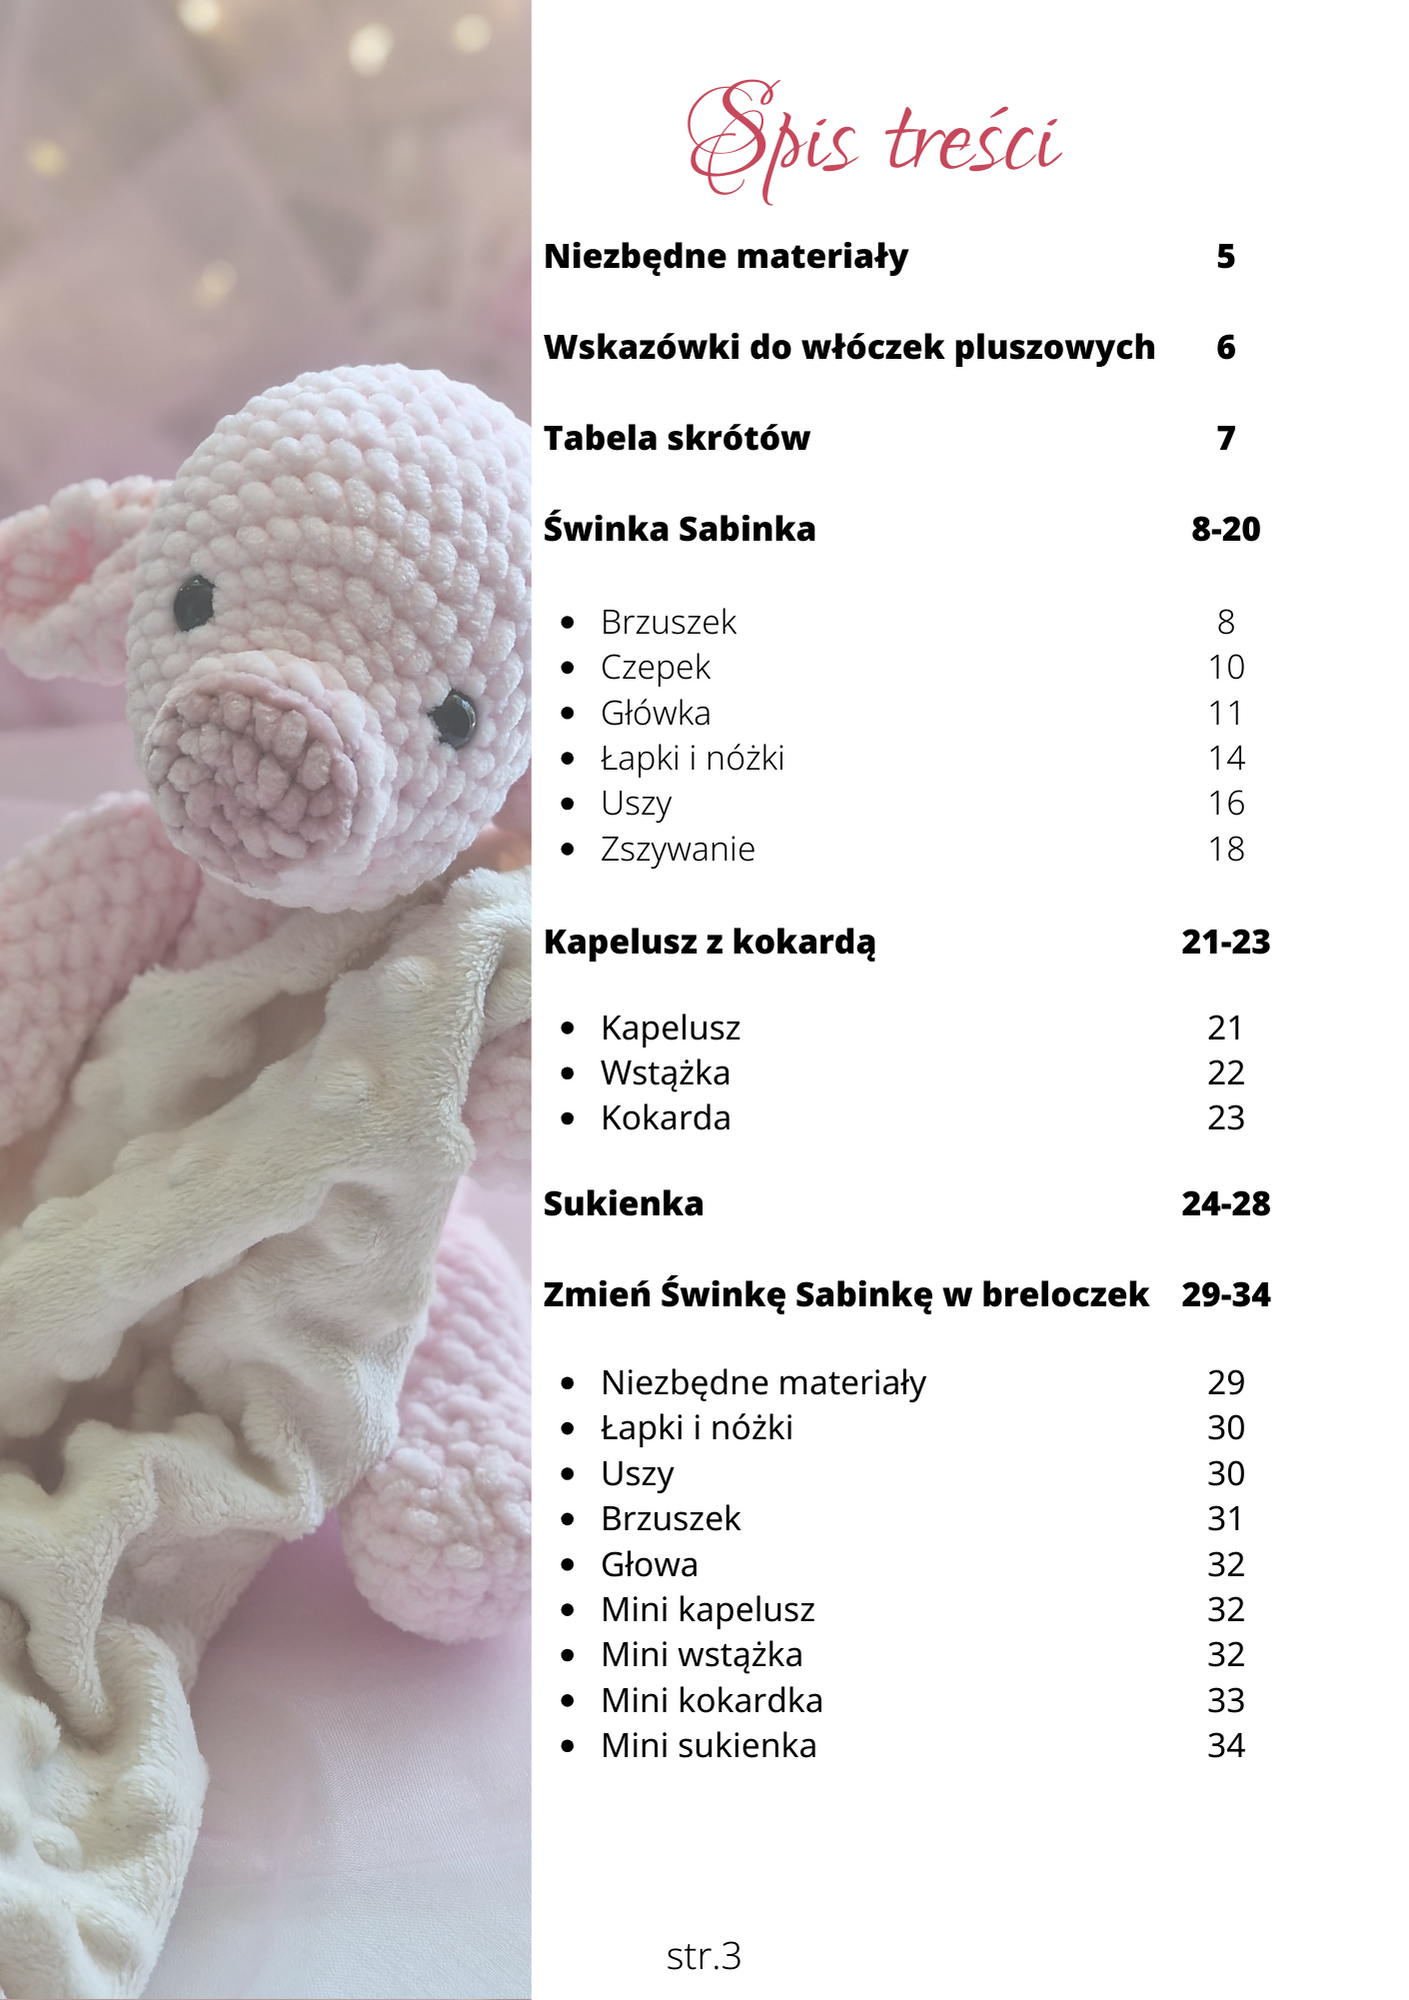 Spis treści
Niezbędne materiały 5
Wskazówki do włóczek pluszowych 6
Tabela skrótów 7
Świnka Sabinka 8-20
• Brzuszek 8
• Czepek 10
• Główka 11
• Łapki i nóżki 14
• Uszy 16
• Zszywanie 18
Kapelusz z kokardą 21-23
• Kapelusz 21
• Wstążka 22
• Kokarda 23
Sukienka 24-28
Zmień Świnkę Sabinkę w breloczek 29-34
• Niezbędne materiały 29
• Łapki i nóżki 30
• Uszy 30
• Brzuszek 31
• Głowa 32
• Mini kapelusz 32
• Mini wstążka 32
• Mini kokardka 33
• Mini sukienka 34
str.3